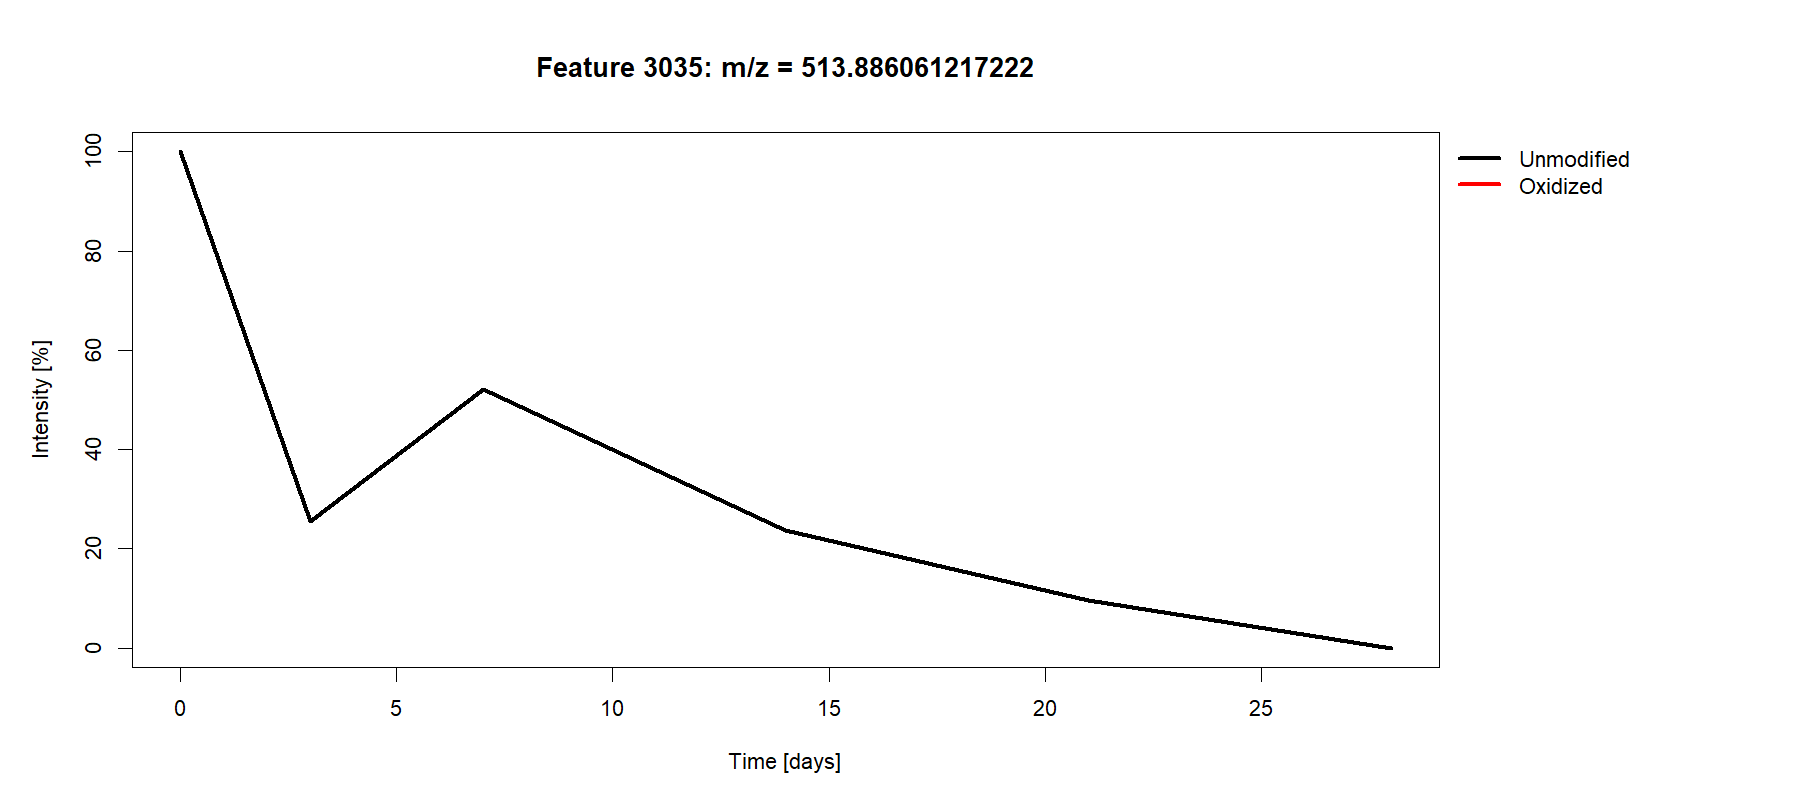 Feature 3035: m/z = 513.886061217222
Unmodified
Oxidized
Intensity [%]
100
80
60
40
20
0
0 5 10 15 20 25
Time [days]